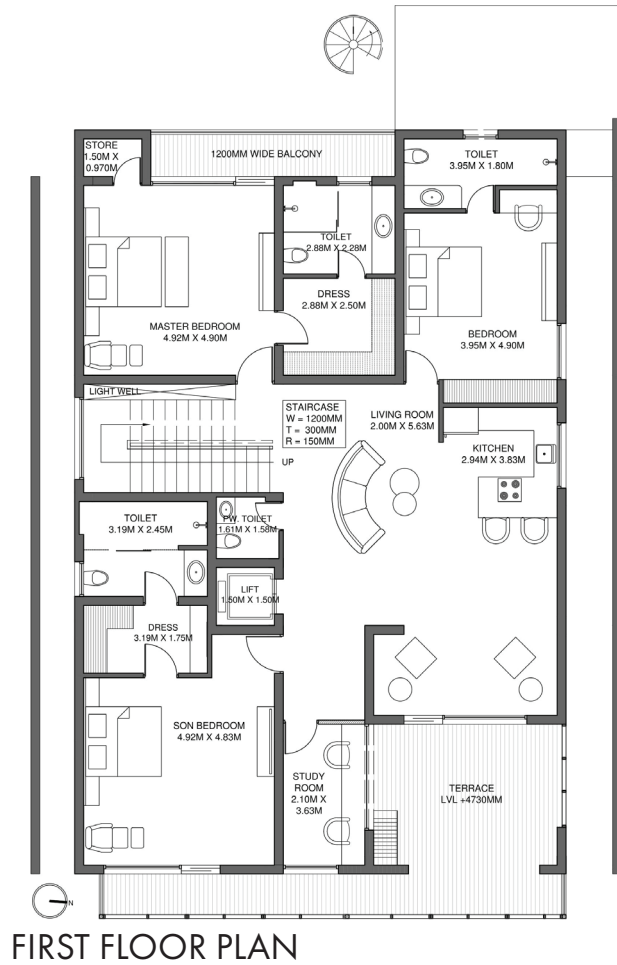 STORE
1.50M X
0.970M
1200MM WIDE BALCONY
TOILET
3.95M X 1.80M
TOILET
2.88M X 2.28M
DRESS
2.88M X 2.50M
MASTER BEDROOM
4.92M X 4.90M
BEDROOM
3.95M X 4.90M
LIGHT WELL
STAIRCASE
W = 1200MM
T = 300MM
R = 150MM
LIVING ROOM
2.00M X 5.63M
UP
KITCHEN
2.94M X 3.83M
TOILET
3.19M X 2.45M
PW. TOILET
1.61M X 1.58M
LIFT
1.50M X 1.50M
DRESS
3.19M X 1.75M
SON BEDROOM
4.92M X 4.83M
STUDY
ROOM
2.10M X
3.63M
TERRACE
LVL +4730MM
N
FIRST FLOOR PLAN